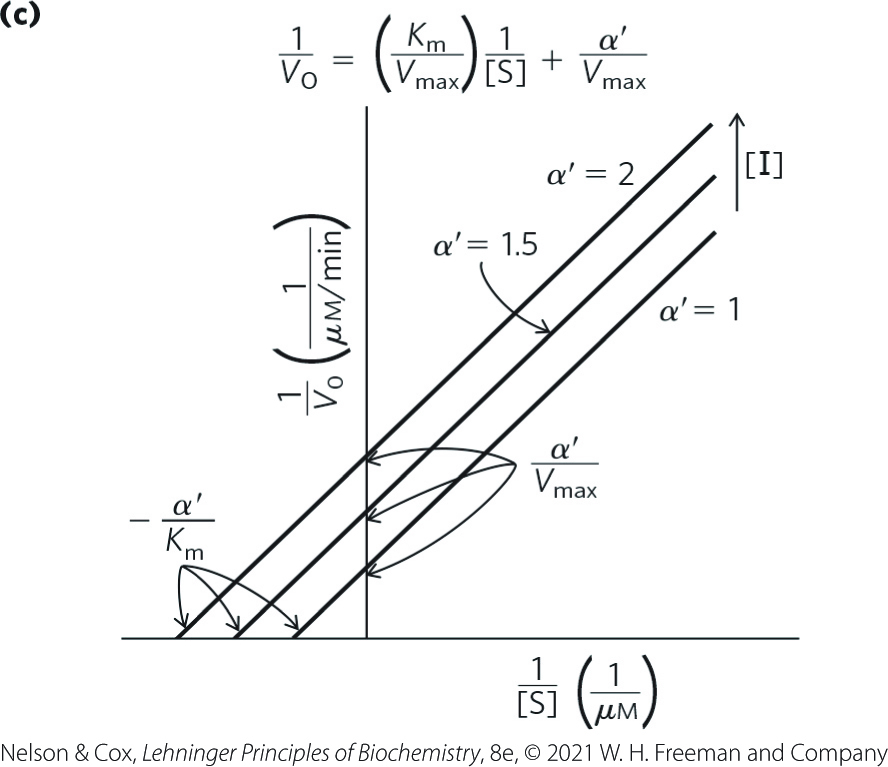 (c)
1/V₀ = (Kₘ/Vₘₐₓ) 1/[S] + α′/Vₘₐₓ
α′ = 2
[I]
α′ = 1.5
α′ = 1
1/V₀ (1/μM/min)
α′/Vₘₐₓ
− α′/Kₘ
1/[S] (1/μM)
Nelson & Cox, Lehninger Principles of Biochemistry, 8e, © 2021 W. H. Freeman and Company